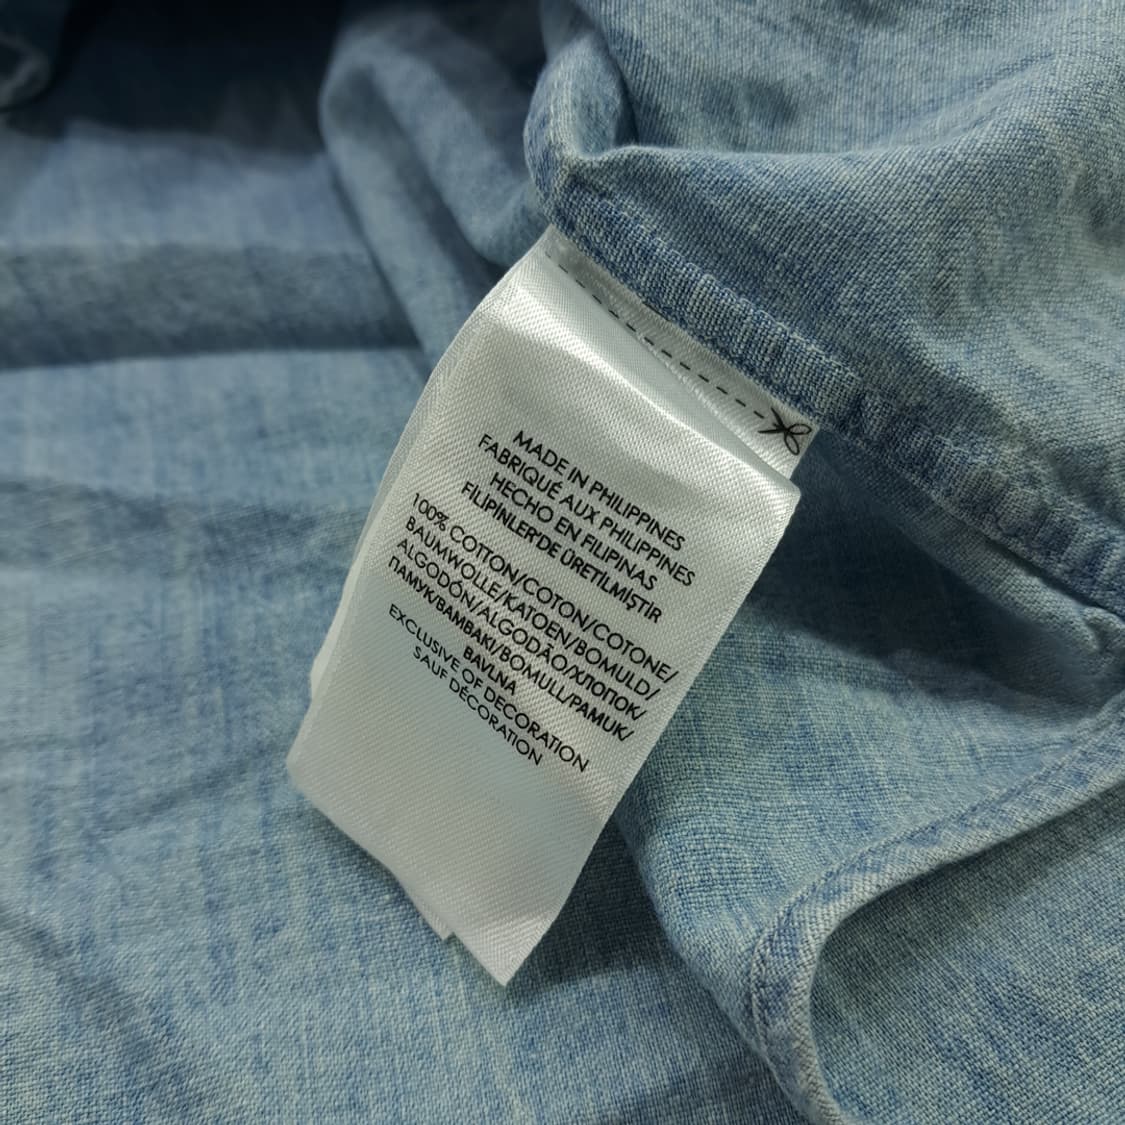 MADE IN PHILIPPINES
FABRIQUÉ AUX PHILIPPINES
HECHO EN FILIPINAS
FILIPINLER'DE ÜRETILMIŞTIR
100% COTTON/COTON/COTONE/
BAUMWOLLE/KATOEN/BOMULD/
ALGODÓN/ALGODÃO/ХЛОПОК/
ПАМУК/ΒΑΜΒΑΚΙ/BOMULL/PAMUK/
BAVLNA
EXCLUSIVE OF DECORATION
SAUF DÉCORATION